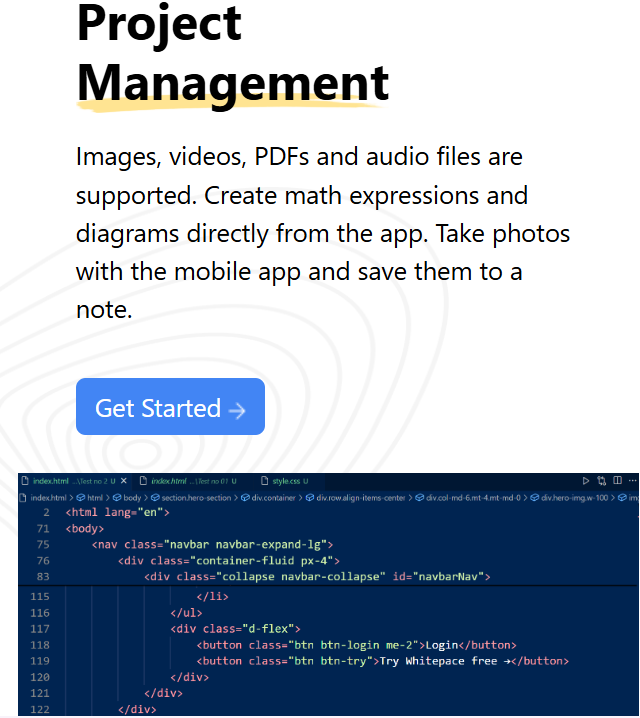 Project
Management
Images, videos, PDFs and audio files are
supported. Create math expressions and
diagrams directly from the app. Take photos
with the mobile app and save them to a
note.
Get Started →
index.html ...\Test no 2 U × index.html ...\Test no 01 U style.css U
index.html > html > body > section.hero-section > div.container > div.row.align-items-center > div.col-md-6.mt-4.mt-md-0 > div.hero-img.w-100 >
2 <html lang="en">
71 <body>
75 <nav class="navbar navbar-expand-lg">
76 <div class="container-fluid px-4">
83 <div class="collapse navbar-collapse" id="navbarNav">
115 </li>
116 </ul>
117 <div class="d-flex">
118 <button class="btn btn-login me-2">Login</button>
119 <button class="btn btn-try">Try Whitepace free →</button>
120 </div>
121 </div>
122 </div>